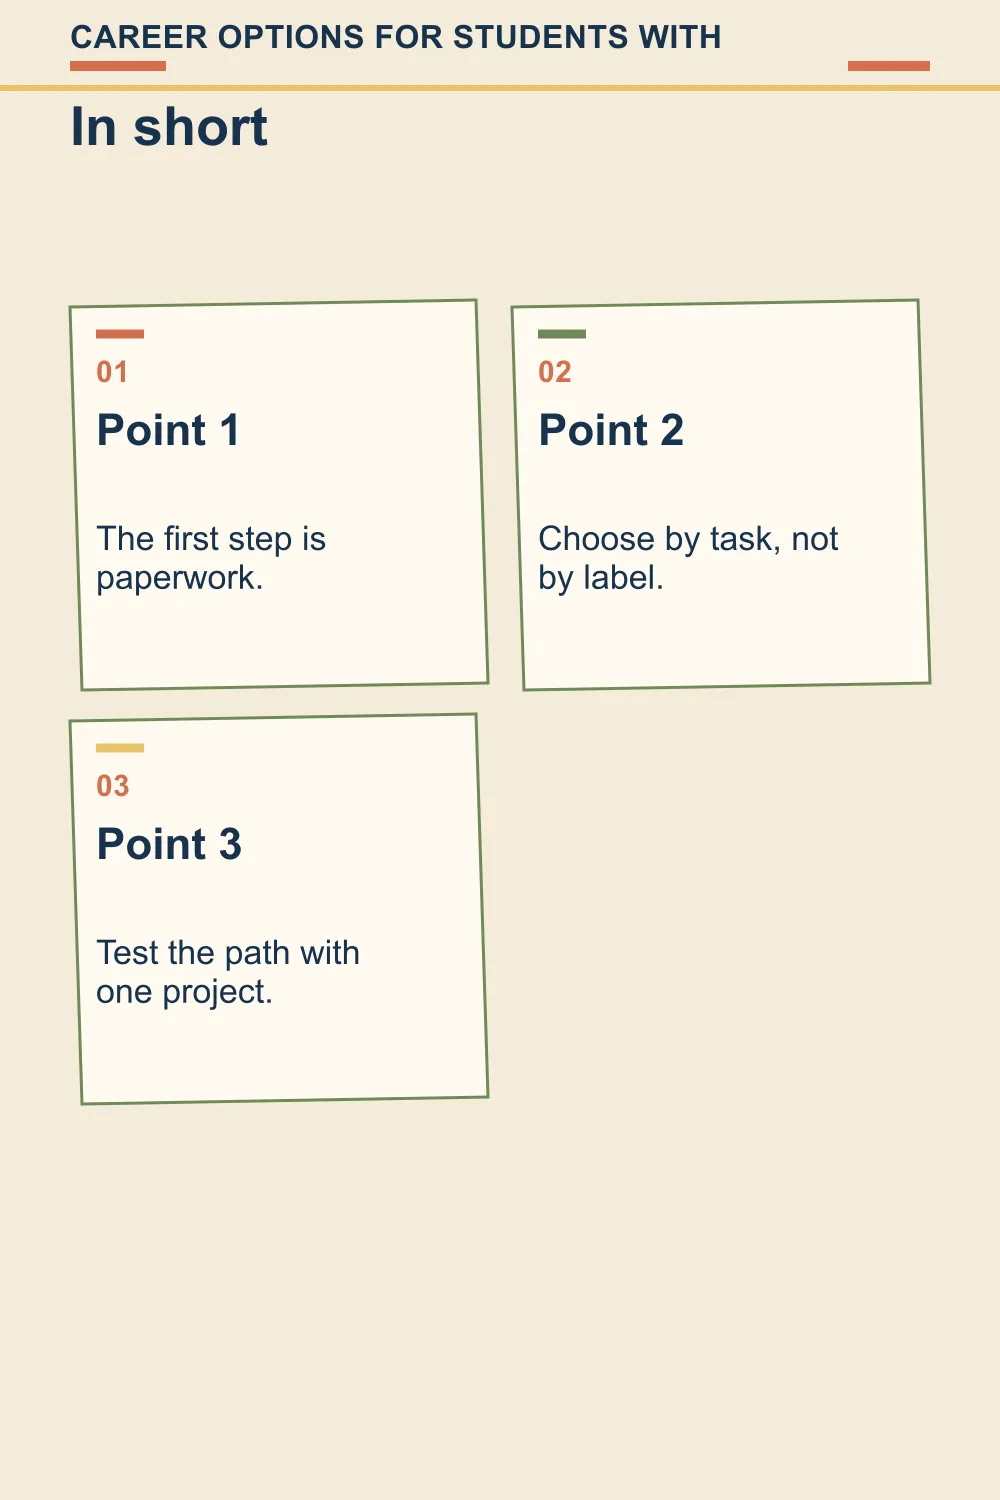 CAREER OPTIONS FOR STUDENTS WITH
In short
01
Point 1
The first step is
paperwork.
02
Point 2
Choose by task, not
by label.
03
Point 3
Test the path with
one project.